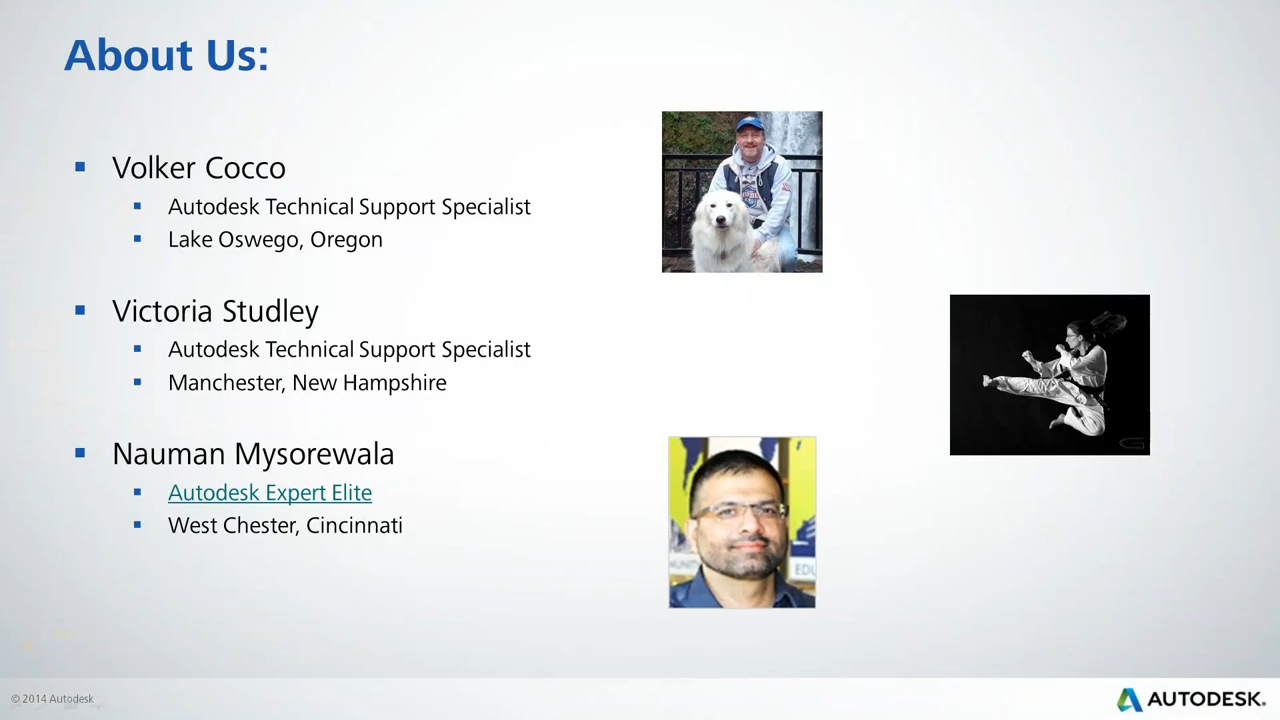 About Us:
Volker Cocco
Autodesk Technical Support Specialist
Lake Oswego, Oregon
Victoria Studley
Autodesk Technical Support Specialist
Manchester, New Hampshire
Nauman Mysorewala
Autodesk Expert Elite
West Chester, Cincinnati
© 2014 Autodesk
AUTODESK.